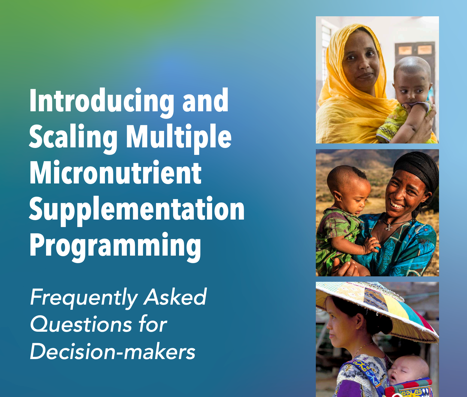 Introducing and
Scaling Multiple
Micronutrient
Supplementation
Programming
Frequently Asked
Questions for
Decision-makers